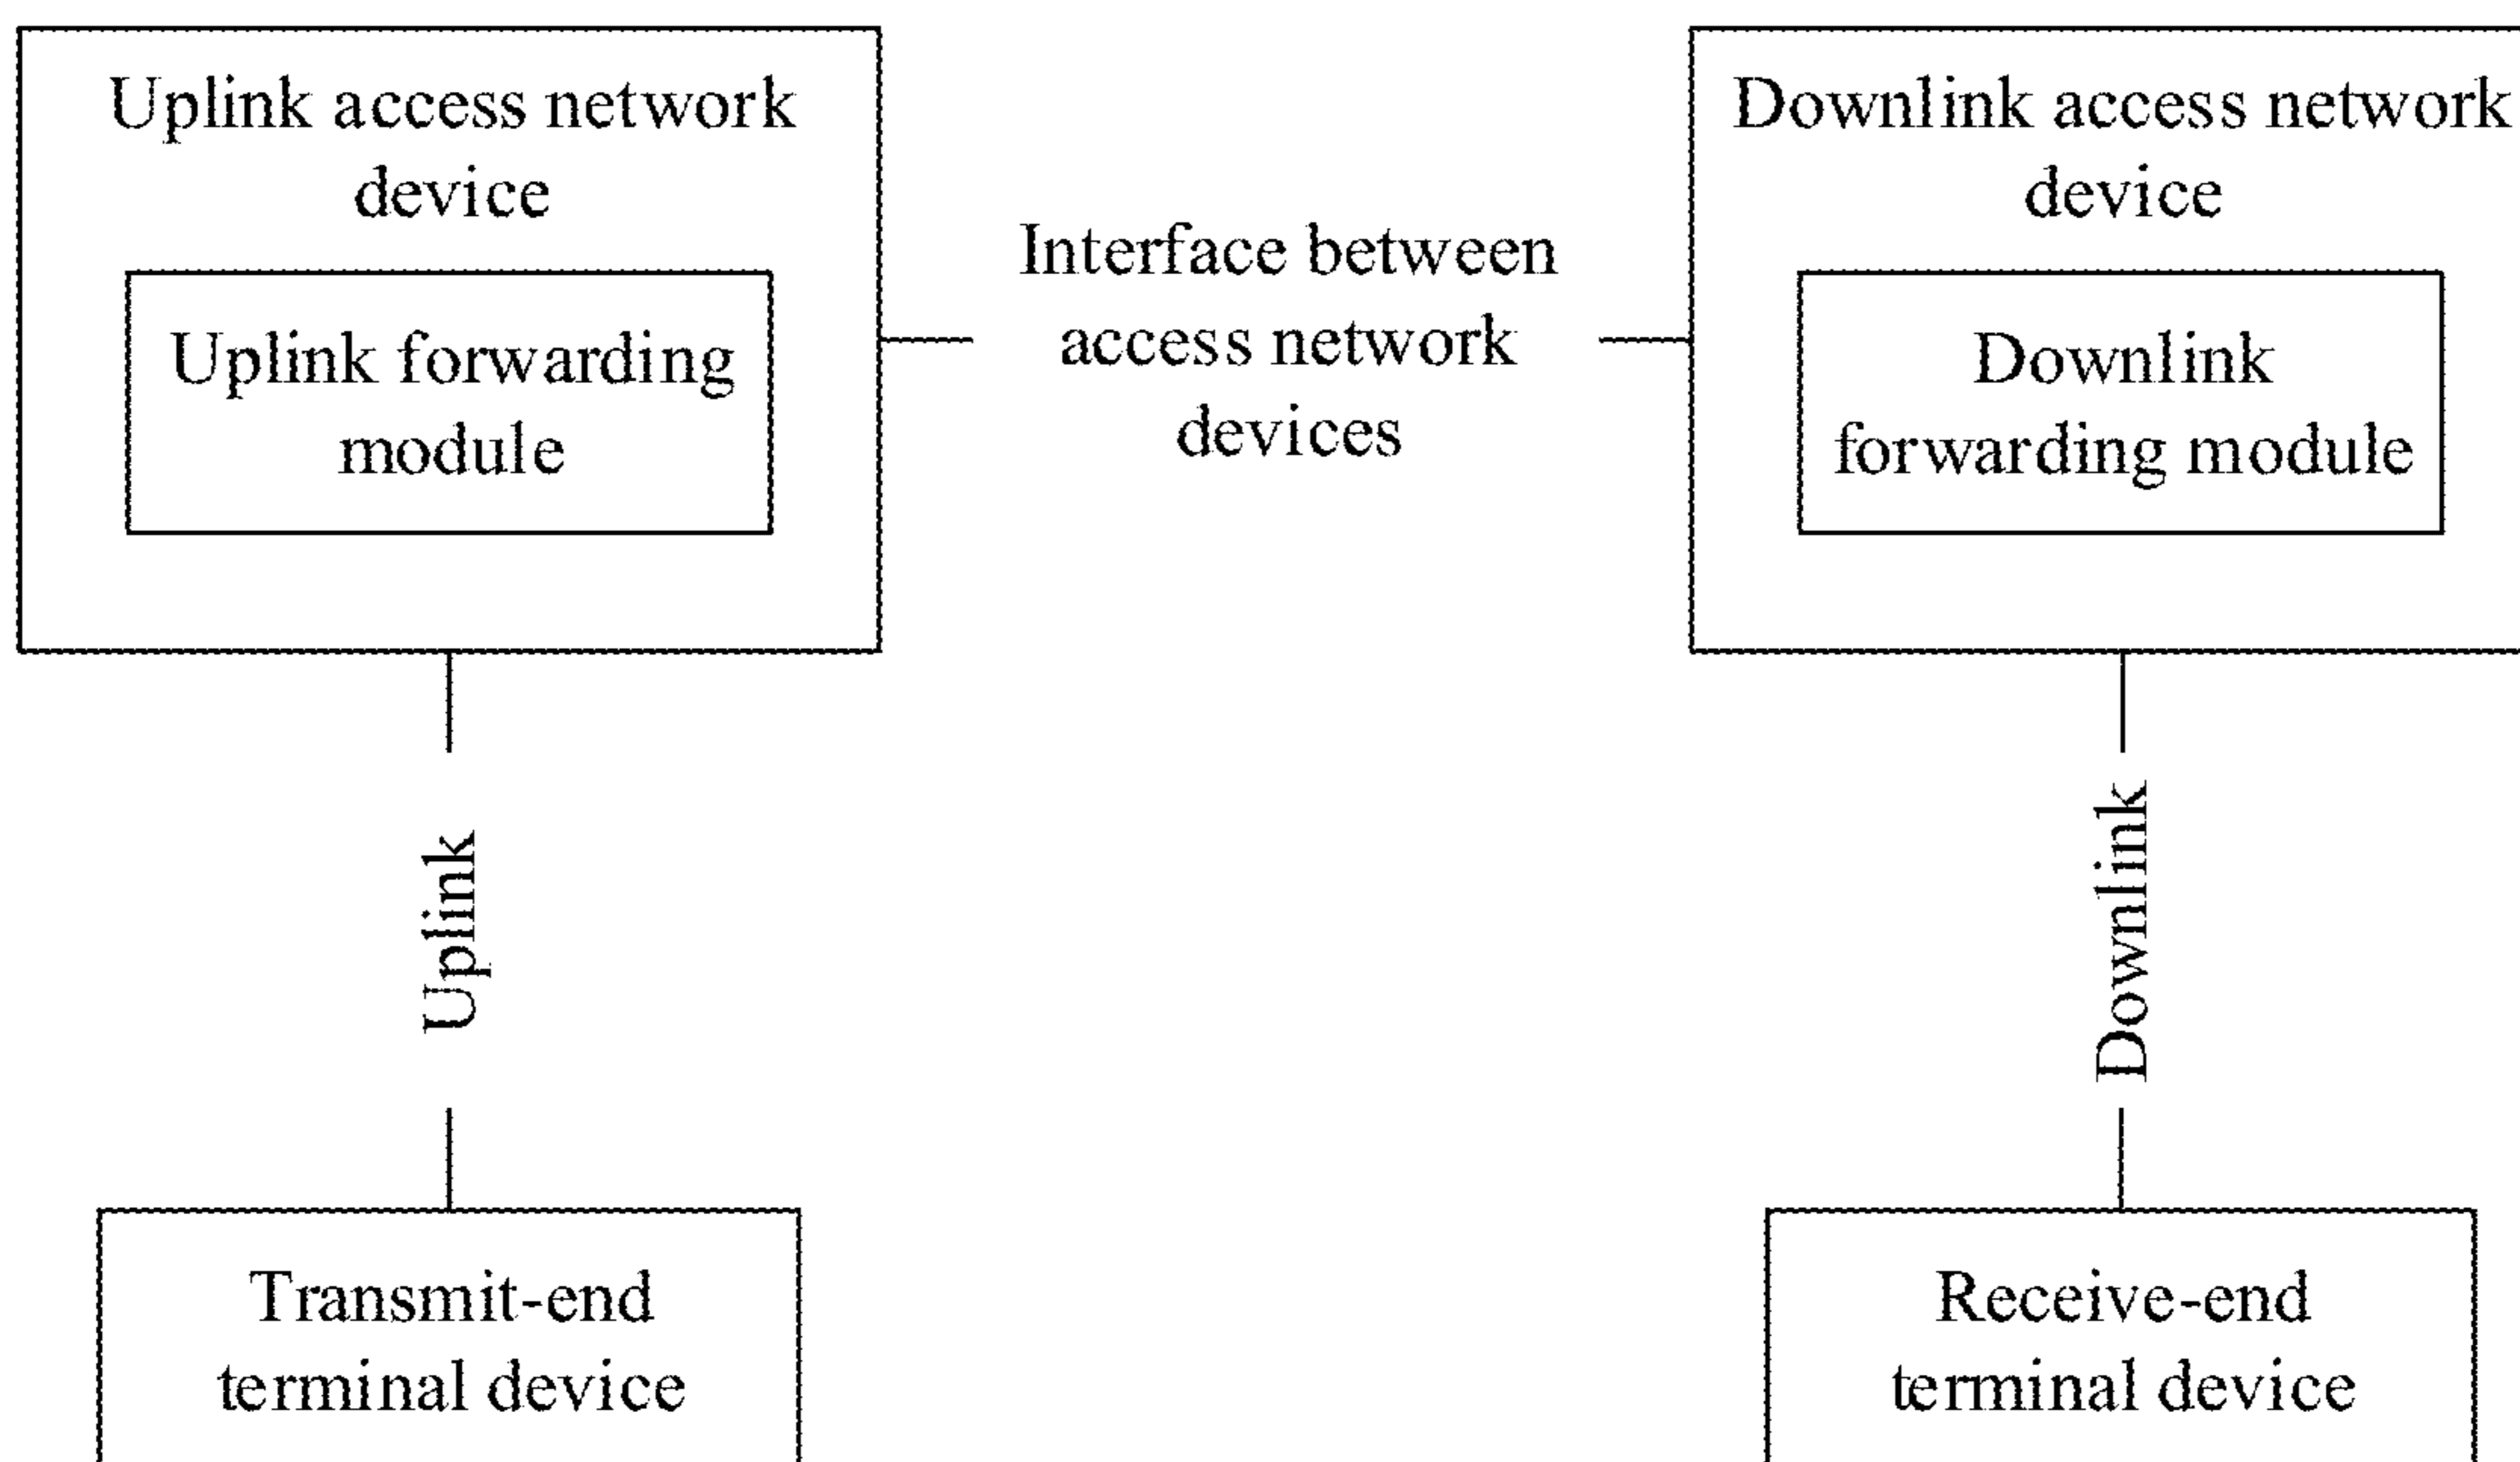 Uplink access network
device
Uplink forwarding
module
Interface between
access network
devices
Downlink access network
device
Downlink
forwarding module
Uplink
Downlink
Transmit-end
terminal device
Receive-end
terminal device